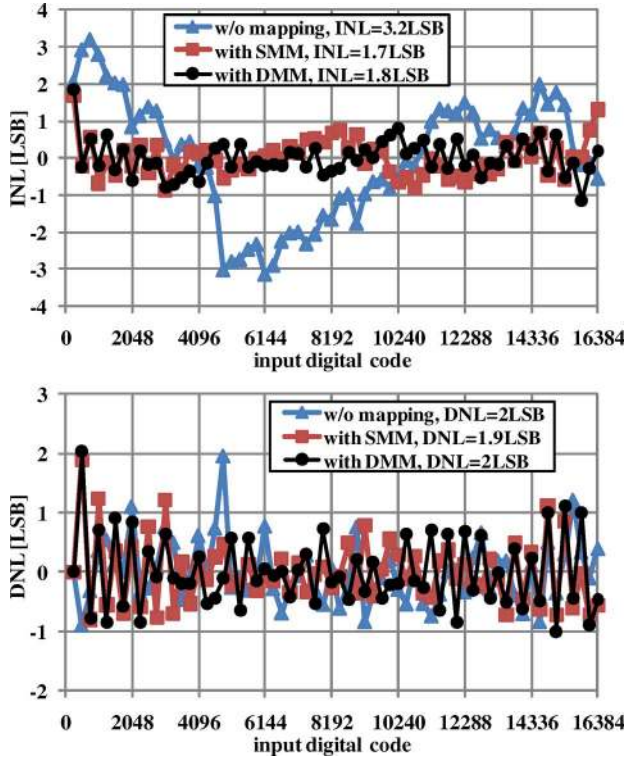 4
3
2
1
0
-1
-2
-3
-4
INL [LSB]
w/o mapping, INL=3.2LSB
with SMM, INL=1.7LSB
with DMM, INL=1.8LSB
0 2048 4096 6144 8192 10240 12288 14336 16384
input digital code
3
2
1
0
-1
-2
DNL [LSB]
w/o mapping, DNL=2LSB
with SMM, DNL=1.9LSB
with DMM, DNL=2LSB
0 2048 4096 6144 8192 10240 12288 14336 16384
input digital code